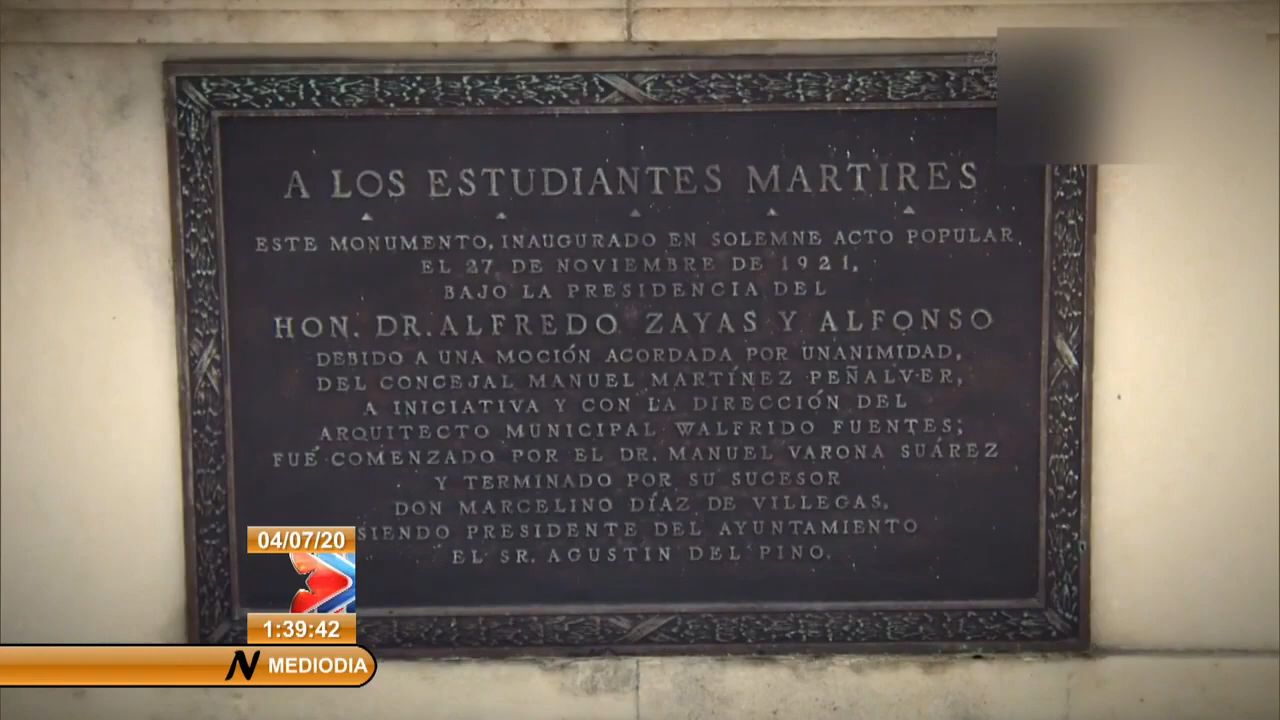 A LOS ESTUDIANTES MARTIRES
ESTE MONUMENTO, INAUGURADO EN SOLEMNE ACTO POPULAR,
EL 27 DE NOVIEMBRE DE 1921,
BAJO LA PRESIDENCIA DEL
HON. DR. ALFREDO ZAYAS Y ALFONSO
DEBIDO A UNA MOCIÓN ACORDADA POR UNANIMIDAD,
DEL CONCEJAL MANUEL MARTÍNEZ PEÑALVER,
A INICIATIVA Y CON LA DIRECCIÓN DEL
ARQUITECTO MUNICIPAL WALFRIDO FUENTES;
FUÉ COMENZADO POR EL DR. MANUEL VARONA SUÁREZ
Y TERMINADO POR SU SUCESOR
DON MARCELINO DÍAZ DE VILLEGAS,
SIENDO PRESIDENTE DEL AYUNTAMIENTO
EL SR. AGUSTIN DEL PINO.
04/07/20
1:39:42
N MEDIODIA